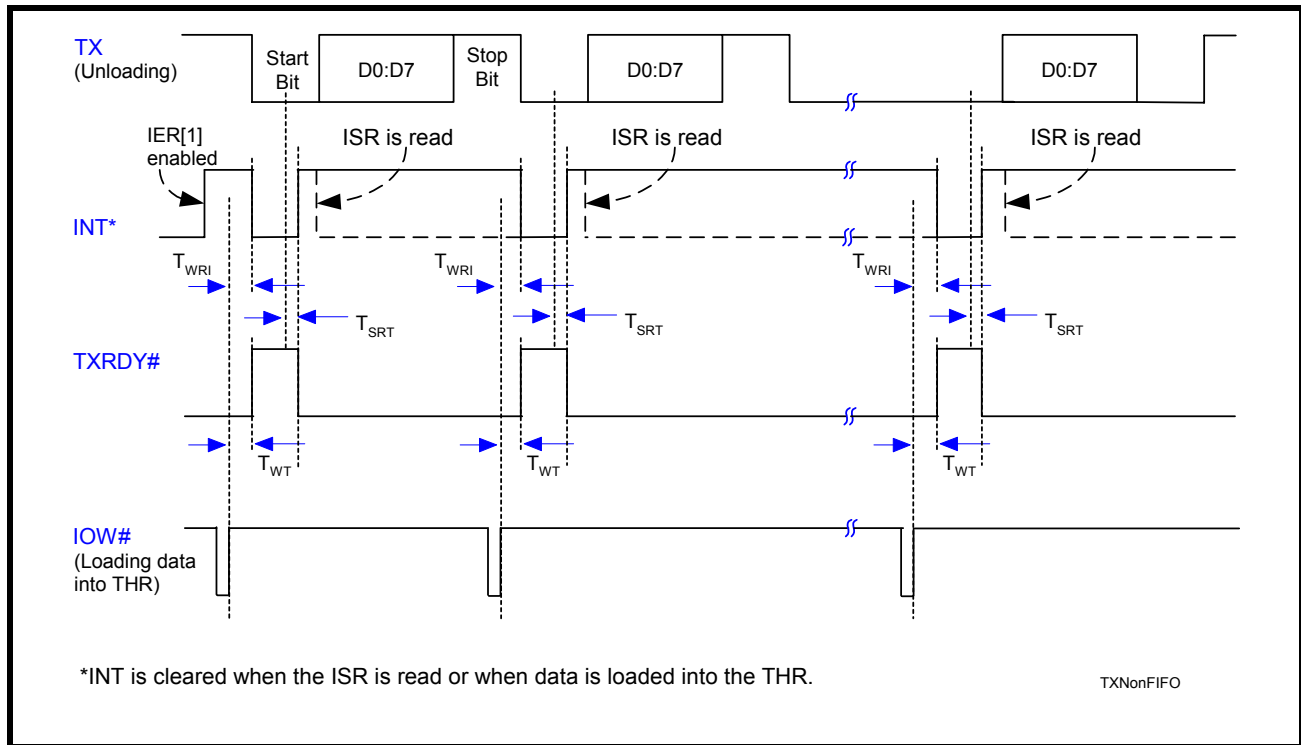 TX
(Unloading)
Start
Bit
D0:D7
Stop
Bit
D0:D7
D0:D7
IER[1]
enabled
ISR is read
ISR is read
ISR is read
INT*
TWRI
TWRI
TWRI
TSRT
TSRT
TSRT
TXRDY#
TWT
TWT
TWT
IOW#
(Loading data
into THR)
*INT is cleared when the ISR is read or when data is loaded into the THR.
TXNonFIFO